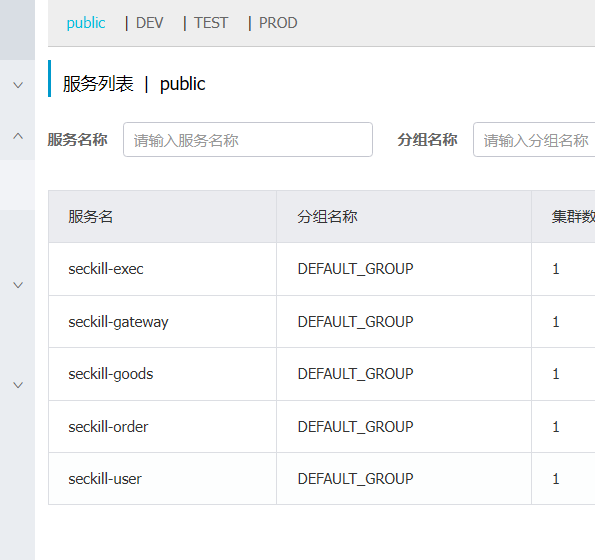 public | DEV | TEST | PROD
服务列表 | public
服务名称 请输入服务名称 分组名称 请输入分组名称
服务名 分组名称 集群数
seckill-exec DEFAULT_GROUP 1
seckill-gateway DEFAULT_GROUP 1
seckill-goods DEFAULT_GROUP 1
seckill-order DEFAULT_GROUP 1
seckill-user DEFAULT_GROUP 1